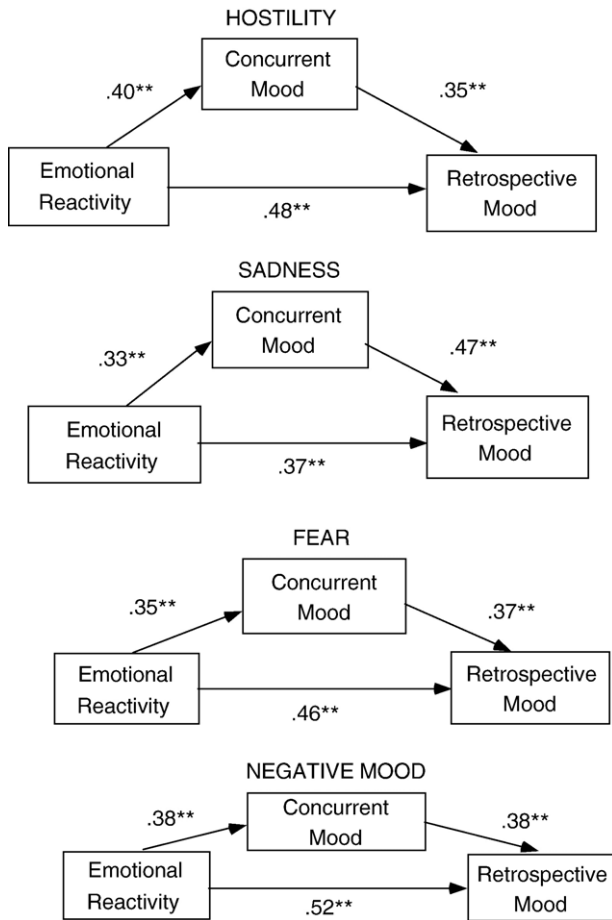 HOSTILITY
Concurrent
Mood
.40**
.35**
Emotional
Reactivity
Retrospective
Mood
.48**
SADNESS
Concurrent
Mood
.33**
.47**
Emotional
Reactivity
Retrospective
Mood
.37**
FEAR
Concurrent
Mood
.35**
.37**
Emotional
Reactivity
Retrospective
Mood
.46**
NEGATIVE MOOD
Concurrent
Mood
.38**
.38**
Emotional
Reactivity
Retrospective
Mood
.52**